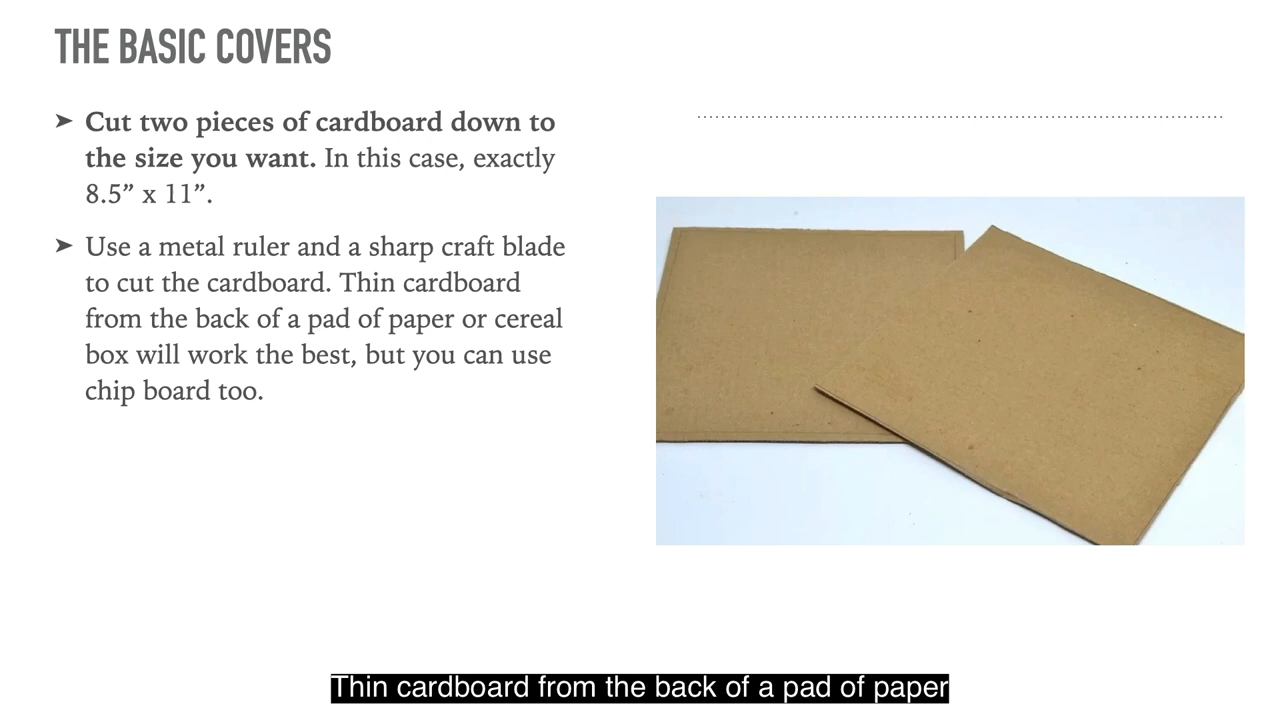 THE BASIC COVERS
➤ Cut two pieces of cardboard down to
the size you want. In this case, exactly
8.5” x 11”.
➤ Use a metal ruler and a sharp craft blade
to cut the cardboard. Thin cardboard
from the back of a pad of paper or cereal
box will work the best, but you can use
chip board too.
Thin cardboard from the back of a pad of paper